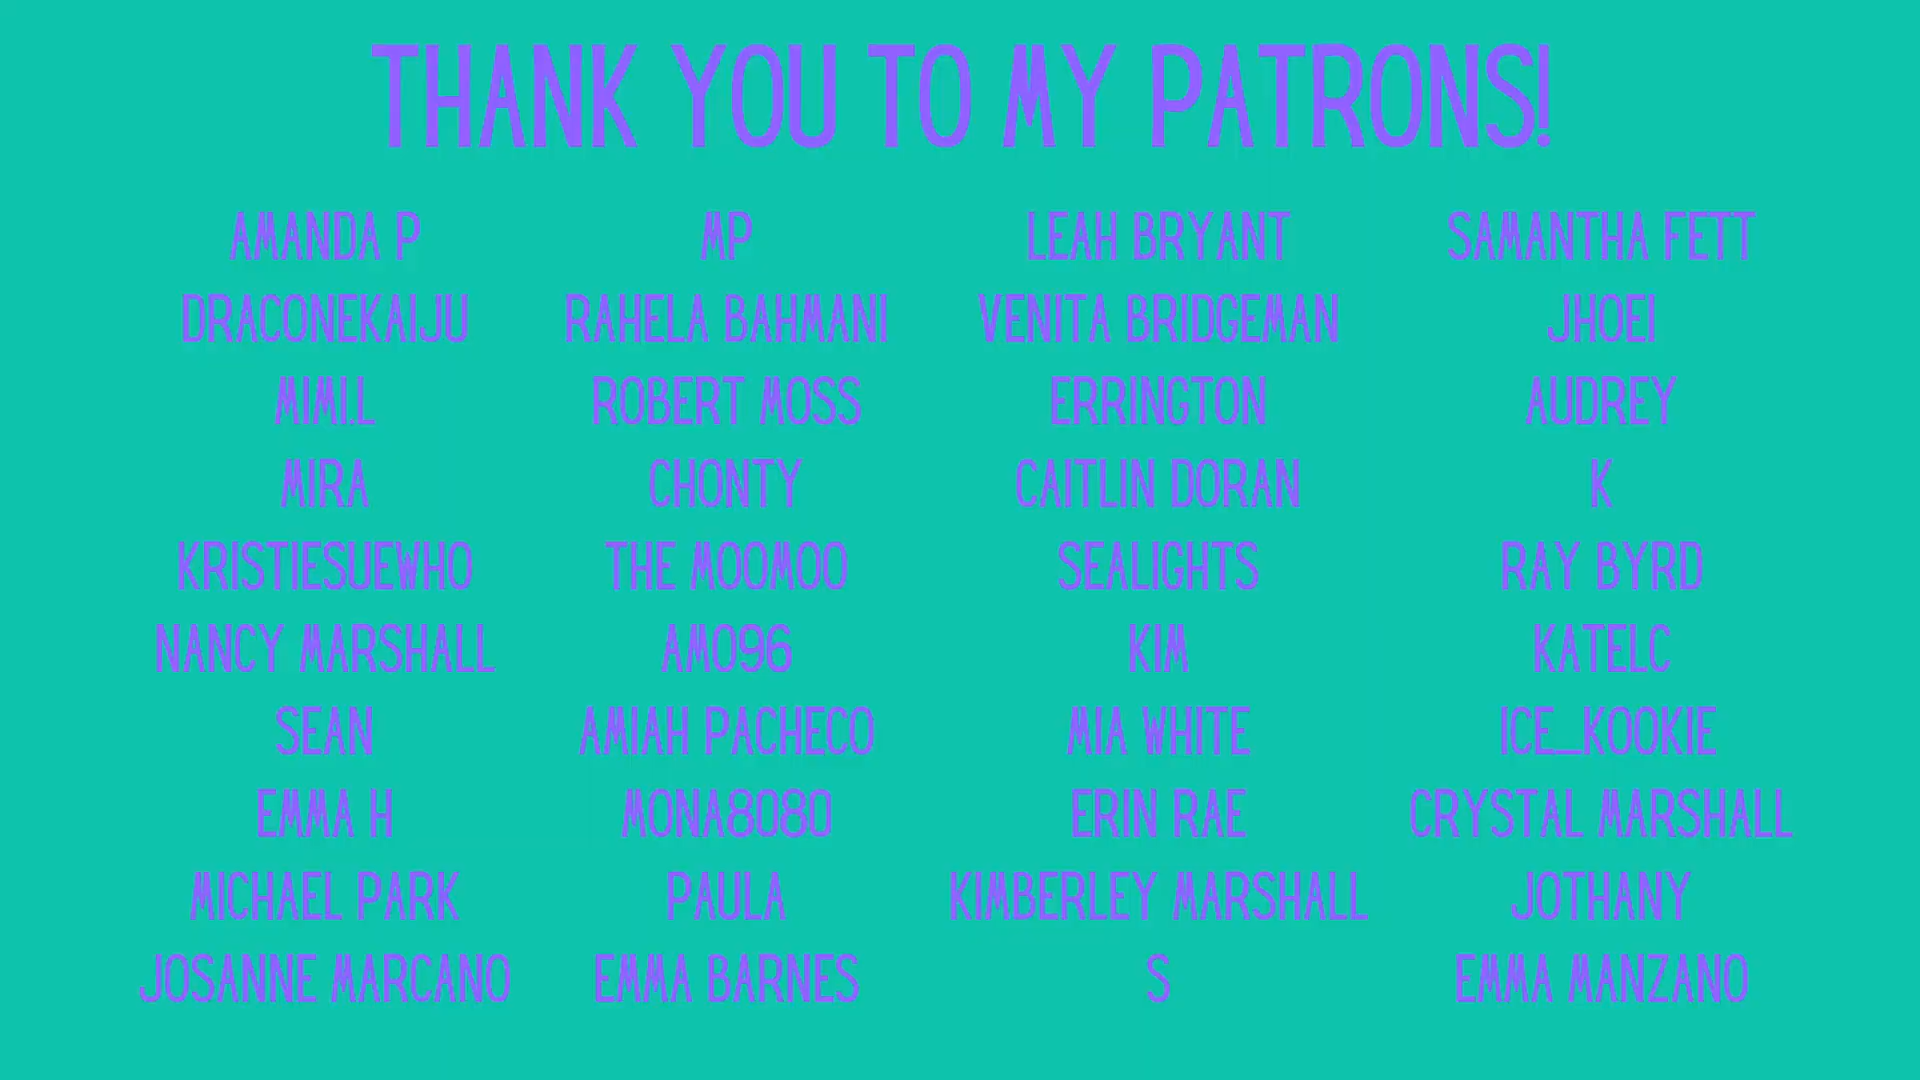 THANK YOU TO MY PATRONS!
AMANDA P
DRACONEKAIJU
MIMI.L
MIRA
KRISTIESUEWHO
NANCY MARSHALL
SEAN
EMMA H
MICHAEL PARK
JOSANNE MARCANO
MP
RAHELA BAHMANI
ROBERT MOSS
CHONTY
THE MOOMOO
AMO96
AMIAH PACHECO
MONA8080
PAULA
EMMA BARNES
LEAH BRYANT
VENITA BRIDGEMAN
ERRINGTON
CAITLIN DORAN
SEALIGHTS
KIM
MIA WHITE
ERIN RAE
KIMBERLEY MARSHALL
S
SAMANTHA FETT
JHOEI
AUDREY
K
RAY BYRD
KATELC
ICE_KOOKIE
CRYSTAL MARSHALL
JOTHANY
EMMA MANZANO